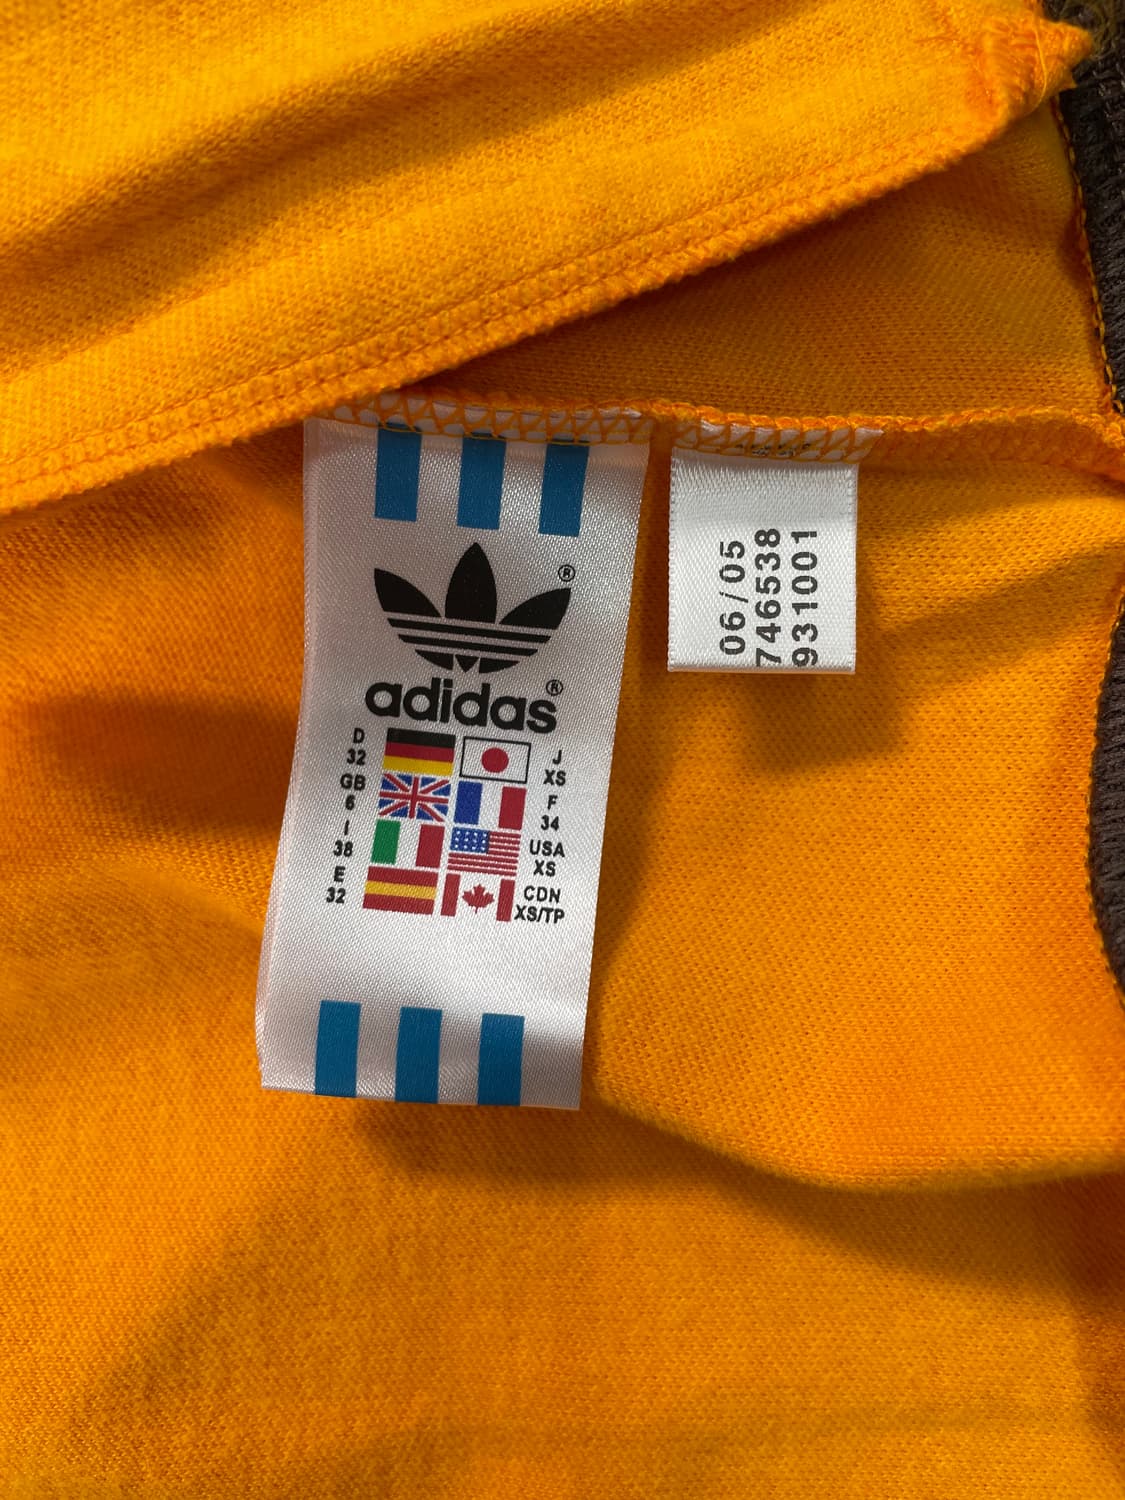 ®
adidas®
D
32
GB
6
I
38
E
32
J
XS
F
34
USA
XS
CDN
XS/TP
06/05
746538
931001